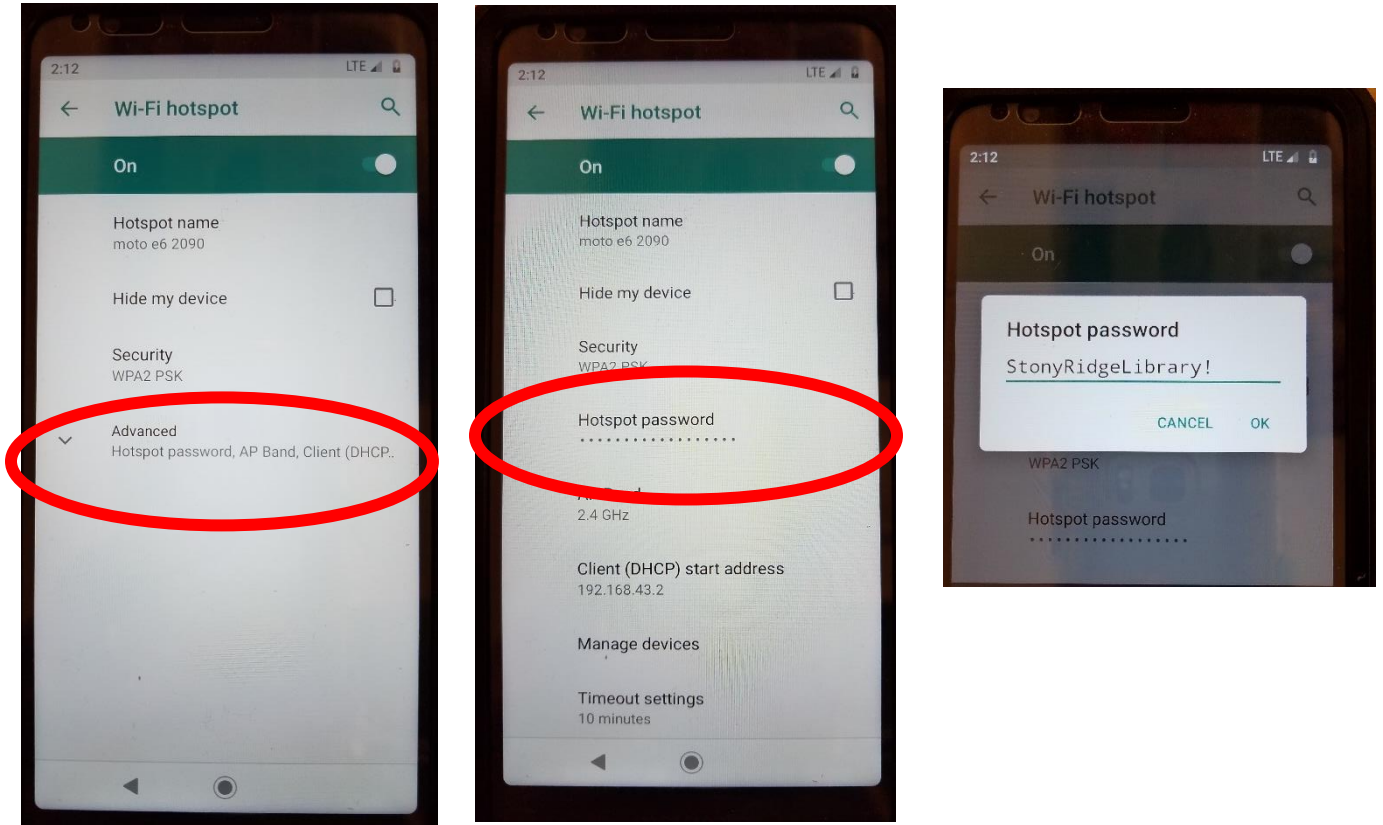 2:12 LTE
Wi-Fi hotspot
On
Hotspot name
moto e6 2090
Hide my device
Security
WPA2 PSK
Advanced
Hotspot password, AP Band, Client (DHCP..
2:12 LTE
Wi-Fi hotspot
On
Hotspot name
moto e6 2090
Hide my device
Security
WPA2 PSK
Hotspot password
••••••••••••••••••
2.4 GHz
Client (DHCP) start address
192.168.43.2
Manage devices
Timeout settings
10 minutes
2:12 LTE
Wi-Fi hotspot
On
Hotspot password
StonyRidgeLibrary!
CANCEL OK
WPA2 PSK
Hotspot password
••••••••••••••••••